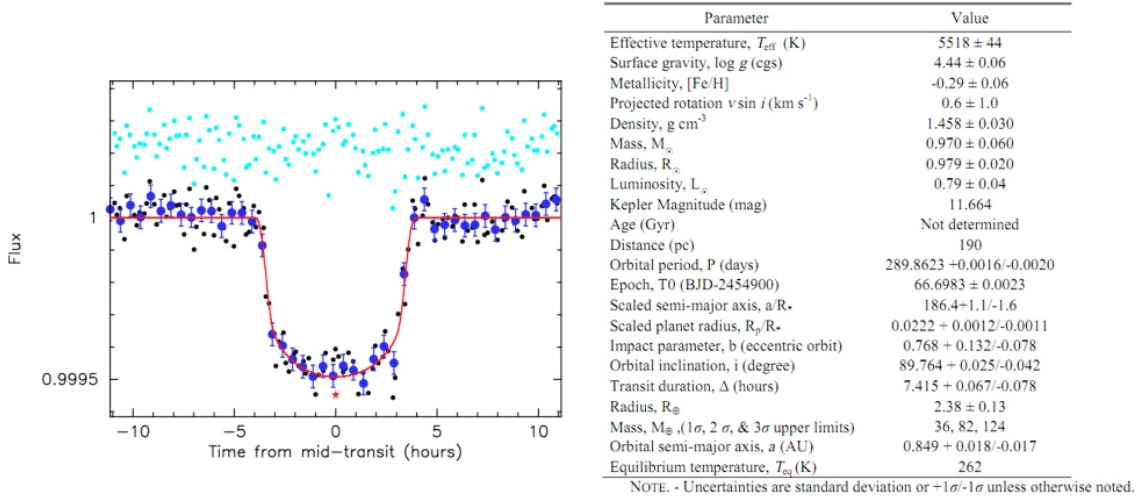 Flux
1
0.9995
−10
−5
0
5
10
Time from mid-transit (hours)
Parameter Value
Effective temperature, Teff (K) 5518 ± 44
Surface gravity, log g (cgs) 4.44 ± 0.06
Metallicity, [Fe/H] -0.29 ± 0.06
Projected rotation v sin i (km s-1) 0.6 ± 1.0
Density, g cm-3 1.458 ± 0.030
Mass, M☉ 0.970 ± 0.060
Radius, R☉ 0.979 ± 0.020
Luminosity, L☉ 0.79 ± 0.04
Kepler Magnitude (mag) 11.664
Age (Gyr) Not determined
Distance (pc) 190
Orbital period, P (days) 289.8623 +0.0016/-0.0020
Epoch, T0 (BJD-2454900) 66.6983 ± 0.0023
Scaled semi-major axis, a/R* 186.4+1.1/-1.6
Scaled planet radius, Rp/R* 0.0222 + 0.0012/-0.0011
Impact parameter, b (eccentric orbit) 0.768 + 0.132/-0.078
Orbital inclination, i (degree) 89.764 + 0.025/-0.042
Transit duration, Δ (hours) 7.415 + 0.067/-0.078
Radius, R⊕ 2.38 ± 0.13
Mass, M⊕ ,(1σ, 2 σ, & 3σ upper limits) 36, 82, 124
Orbital semi-major axis, a (AU) 0.849 + 0.018/-0.017
Equilibrium temperature, Teq (K) 262
NOTE. - Uncertainties are standard deviation or +1σ/-1σ unless otherwise noted.